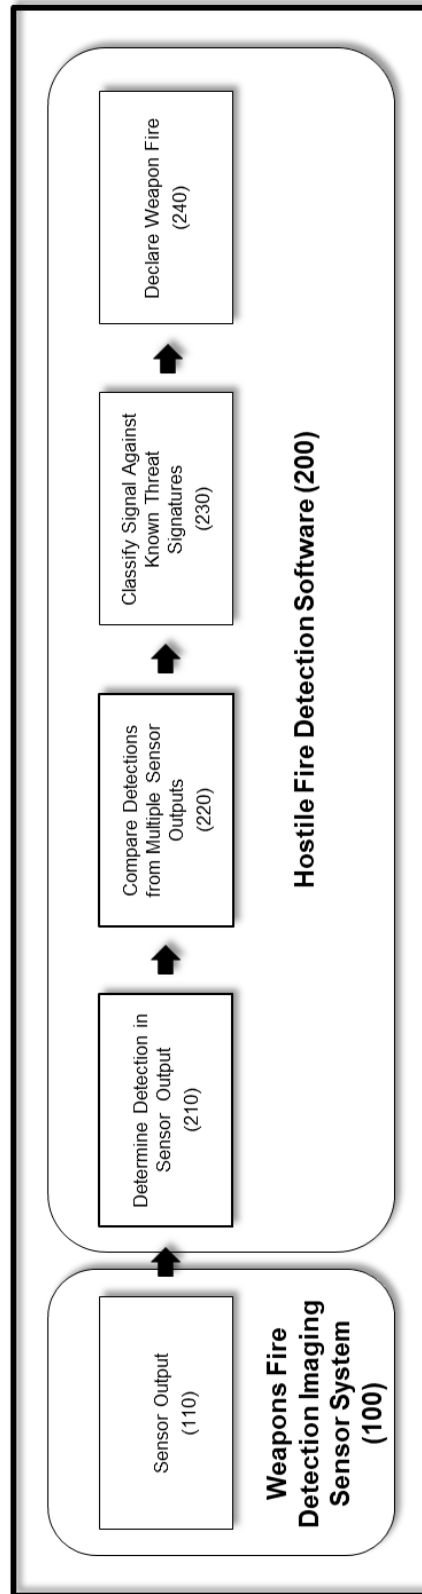 Sensor Output
(110)
Weapons Fire
Detection Imaging
Sensor System
(100)
Determine Detection in
Sensor Output
(210)
Compare Detections
from Multiple Sensor
Outputs
(220)
Classify Signal Against
Known Threat
Signatures
(230)
Declare Weapon Fire
(240)
Hostile Fire Detection Software (200)